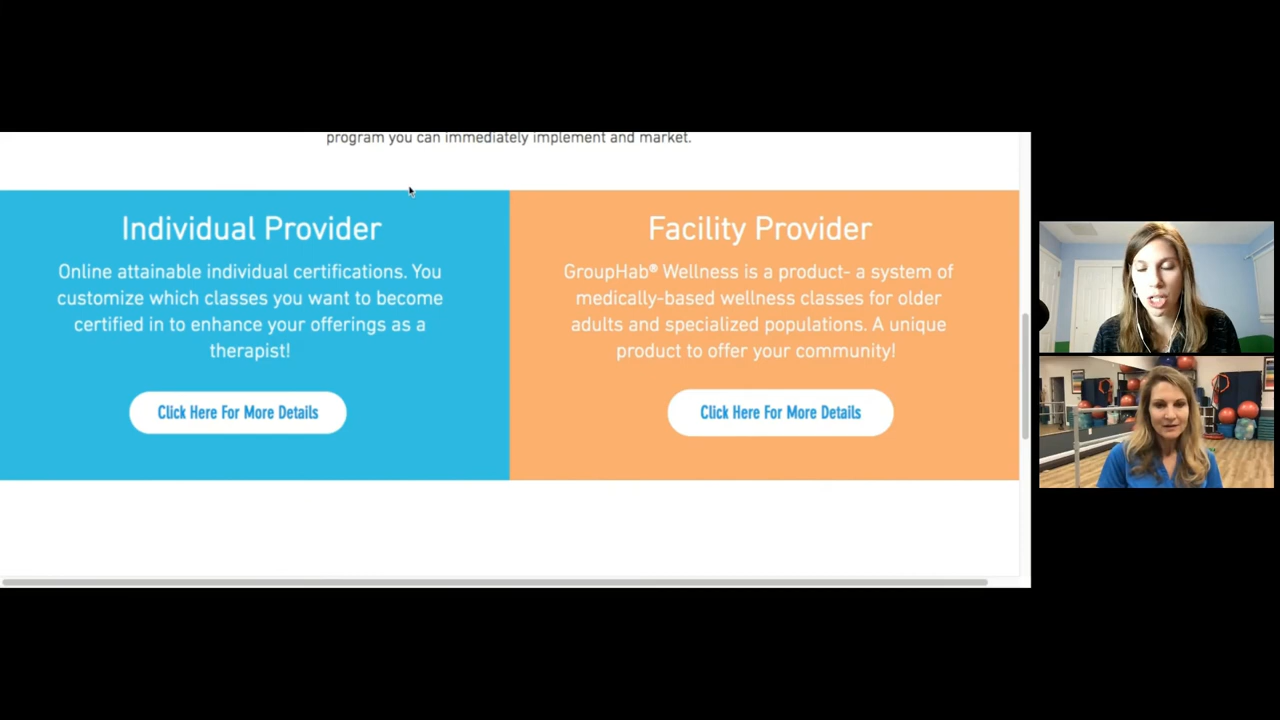 program you can immediately implement and market.
Individual Provider
Online attainable individual certifications. You
customize which classes you want to become
certified in to enhance your offerings as a
therapist!
Click Here For More Details
Facility Provider
GroupHab® Wellness is a product- a system of
medically-based wellness classes for older
adults and specialized populations. A unique
product to offer your community!
Click Here For More Details